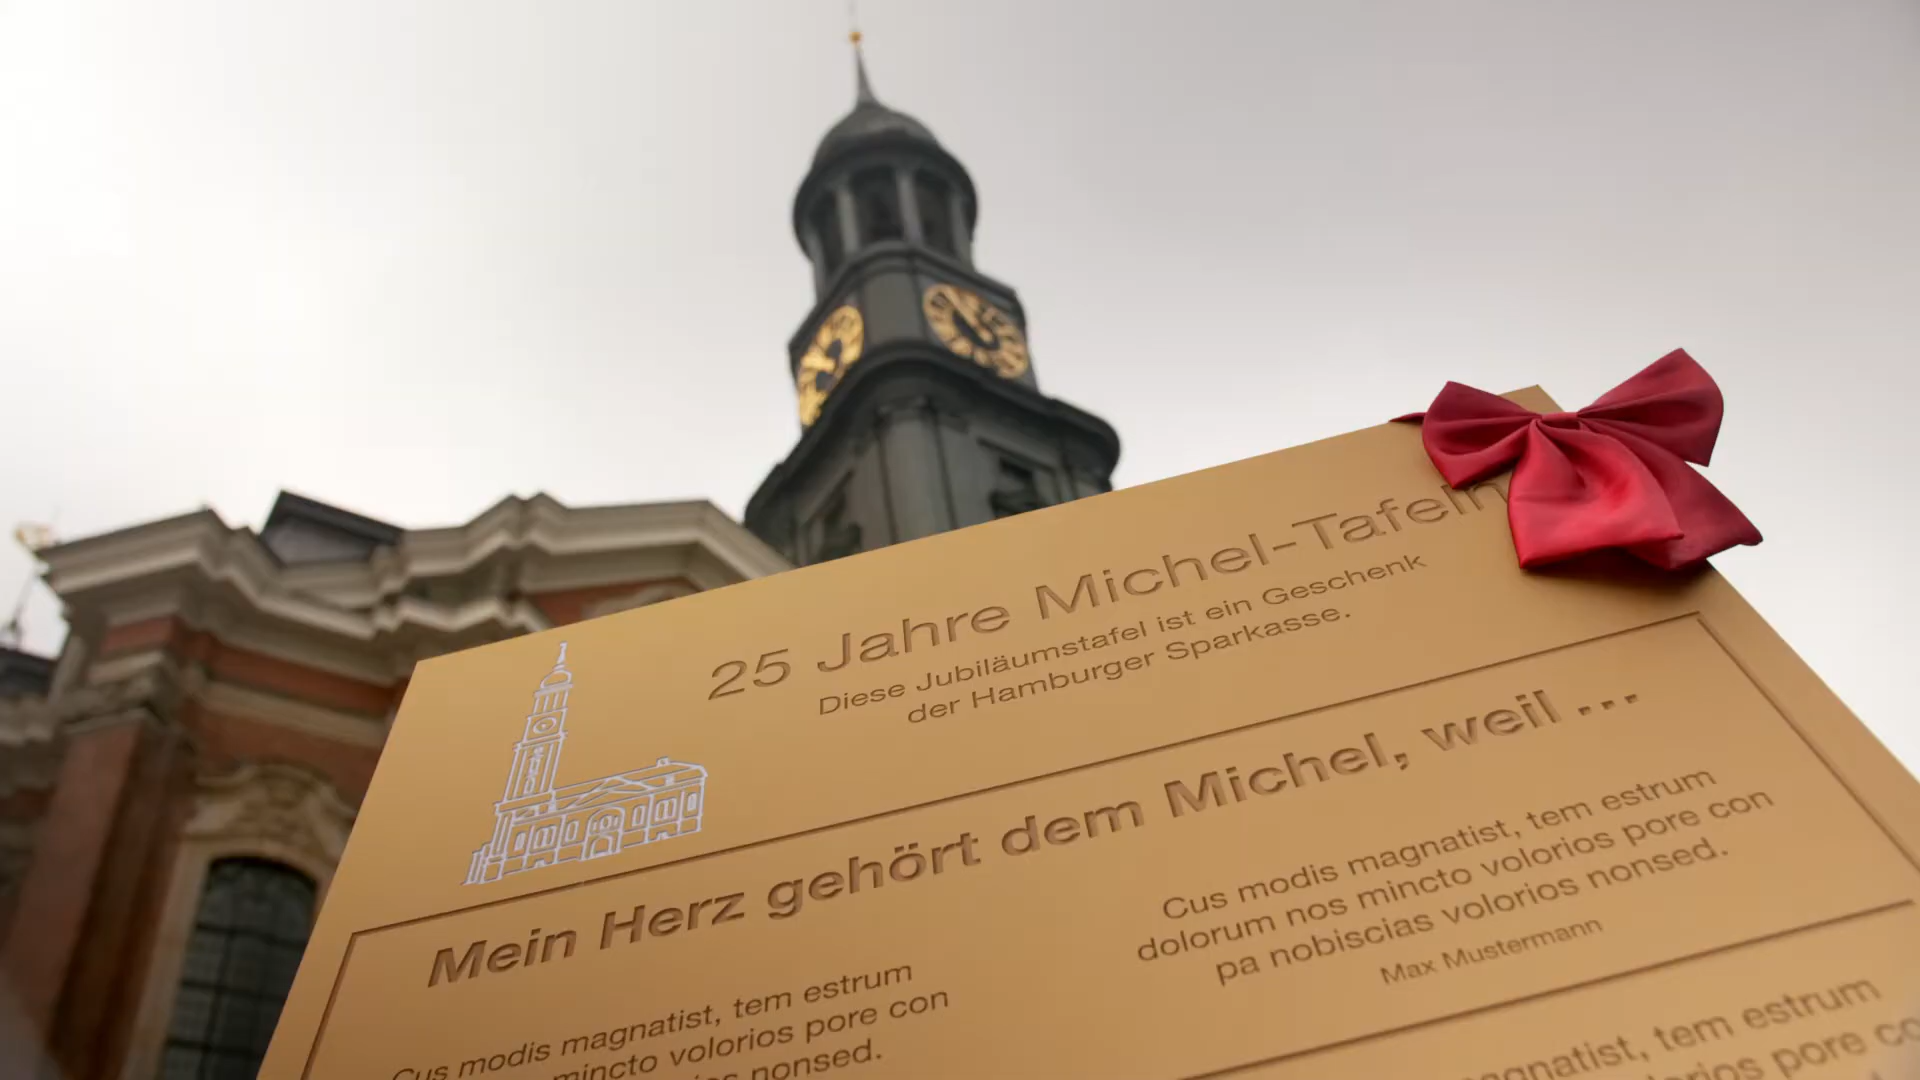 25 Jahre Michel-Tafeln
Diese Jubiläumstafel ist ein Geschenk
der Hamburger Sparkasse.
Mein Herz gehört dem Michel, weil ...
Cus modis magnatist, tem estrum
dolorum nos mincto volorios pore con
pa nobiscias volorios nonsed.
Max Mustermann
Cus modis magnatist, tem estrum
mincto volorios pore con
nonsed.
magnatist, tem estrum
volorios pore